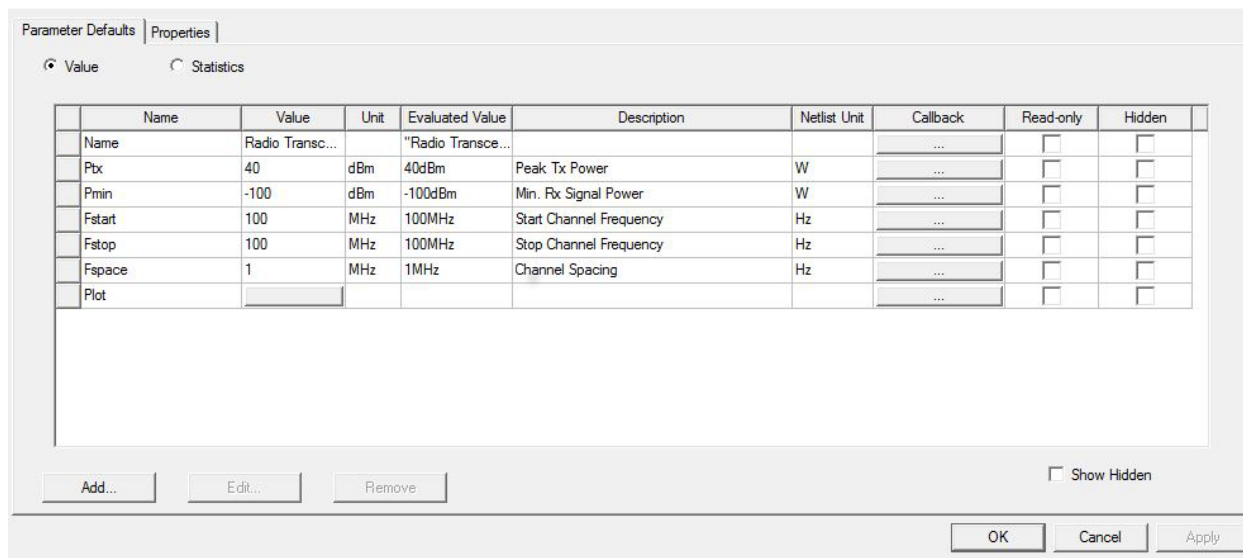 Parameter Defaults Properties
Value Statistics
Name Value Unit Evaluated Value Description Netlist Unit Callback Read-only Hidden
Name Radio Transc... "Radio Transce... ...
Ptx 40 dBm 40dBm Peak Tx Power W ...
Pmin -100 dBm -100dBm Min. Rx Signal Power W ...
Fstart 100 MHz 100MHz Start Channel Frequency Hz ...
Fstop 100 MHz 100MHz Stop Channel Frequency Hz ...
Fspace 1 MHz 1MHz Channel Spacing Hz ...
Plot ...
Show Hidden
Add... Edit... Remove
OK Cancel Apply